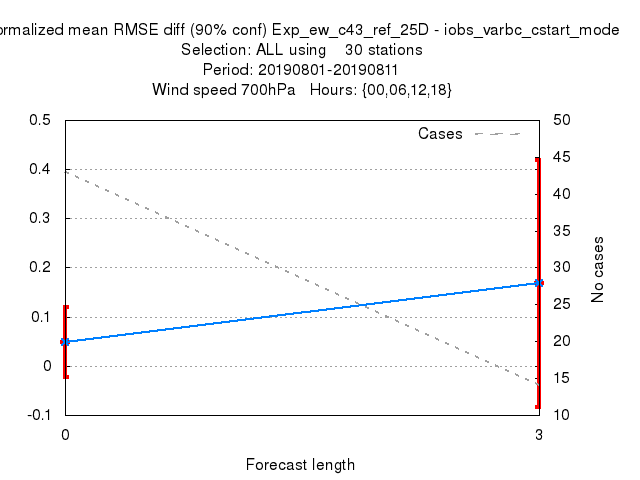 ormalized mean RMSE diff (90% conf) Exp_ew_c43_ref_25D - iobs_varbc_cstart_mode
Selection: ALL using 30 stations
Period: 20190801-20190811
Wind speed 700hPa Hours: {00,06,12,18}
Cases
0.5
0.4
0.3
0.2
0.1
0
-0.1
50
45
40
35
30
25
20
15
10
No cases
0 3
Forecast length